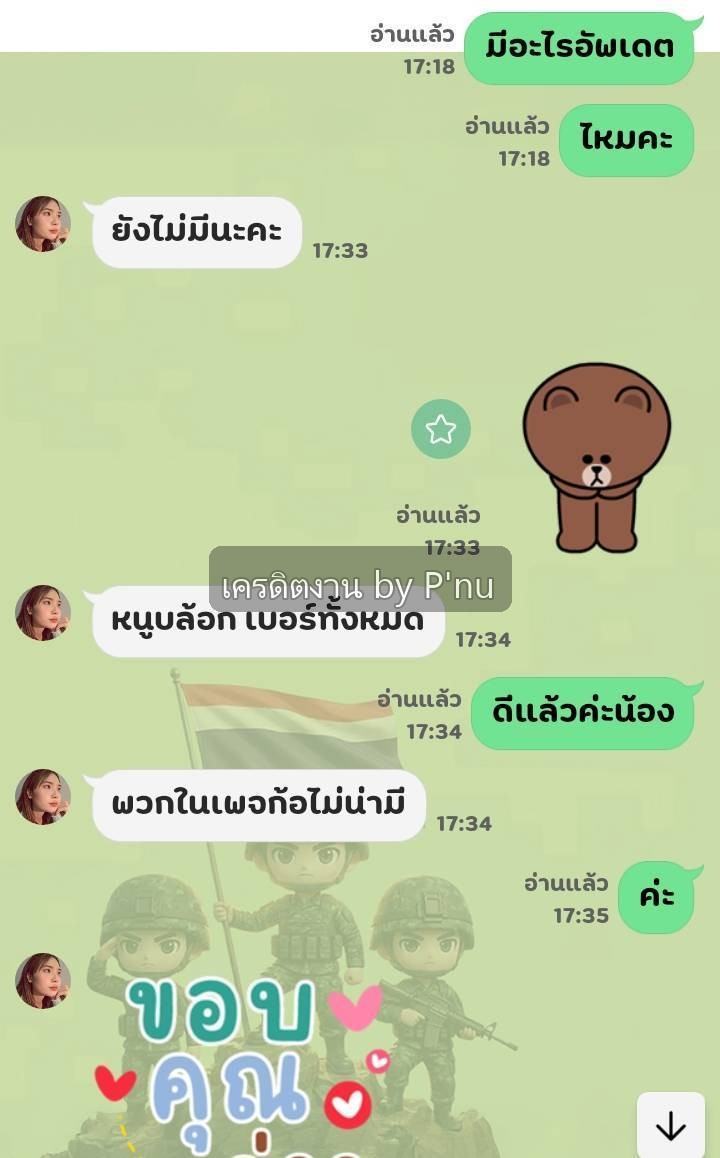 มีอะไรอัพเดต
อ่านแล้ว
17:18
ไหมคะ
อ่านแล้ว
17:18
ยังไม่มีนะคะ
17:33
อ่านแล้ว
17:33
เครดิตงวน by P'nu
หนูบล้อก เบอร์ทั้งหมด
17:34
ดีแล้วค่ะน้อง
อ่านแล้ว
17:34
พวกในเพจก้อไม่น่ามี
17:34
ค่ะ
อ่านแล้ว
17:35
ขอบ
คุณ